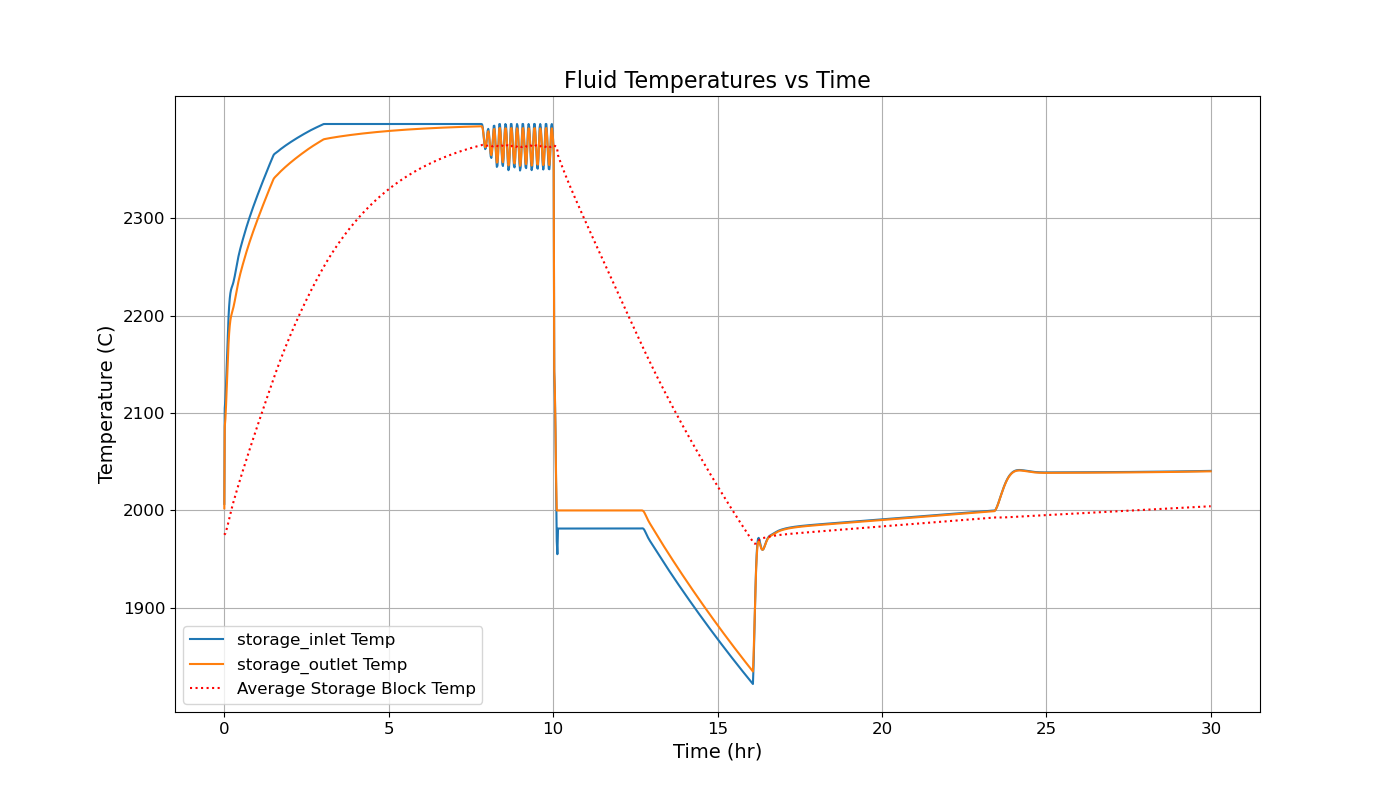 Fluid Temperatures vs Time
Temperature (C)
2300
2200
2100
2000
1900
storage_inlet Temp
storage_outlet Temp
Average Storage Block Temp
0 5 10 15 20 25 30
Time (hr)